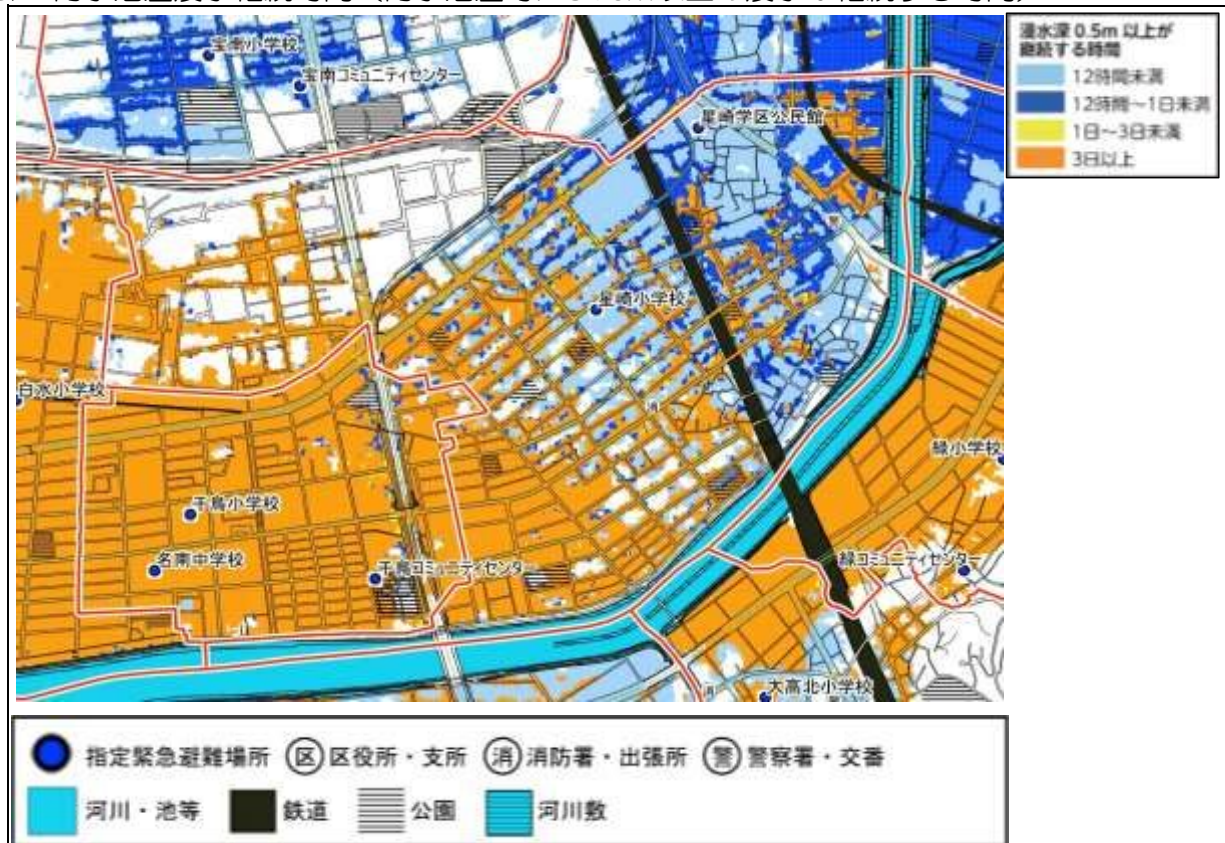 浸水深 0.5m 以上が
継続する時間
12時間未満
12時間~1日未満
1日~3日未満
3日以上
宝南小学校
宝南コミュニティセンター
星崎学区公民館
星崎小学校
白水小学校
千鳥小学校
名南中学校
千鳥コミュニティセンター
緑小学校
緑コミュニティセンター
大高北小学校
消
消
指定緊急避難場所 区 区役所・支所 消 消防署・出張所 警 警察署・交番
河川・池等 鉄道 公園 河川敷